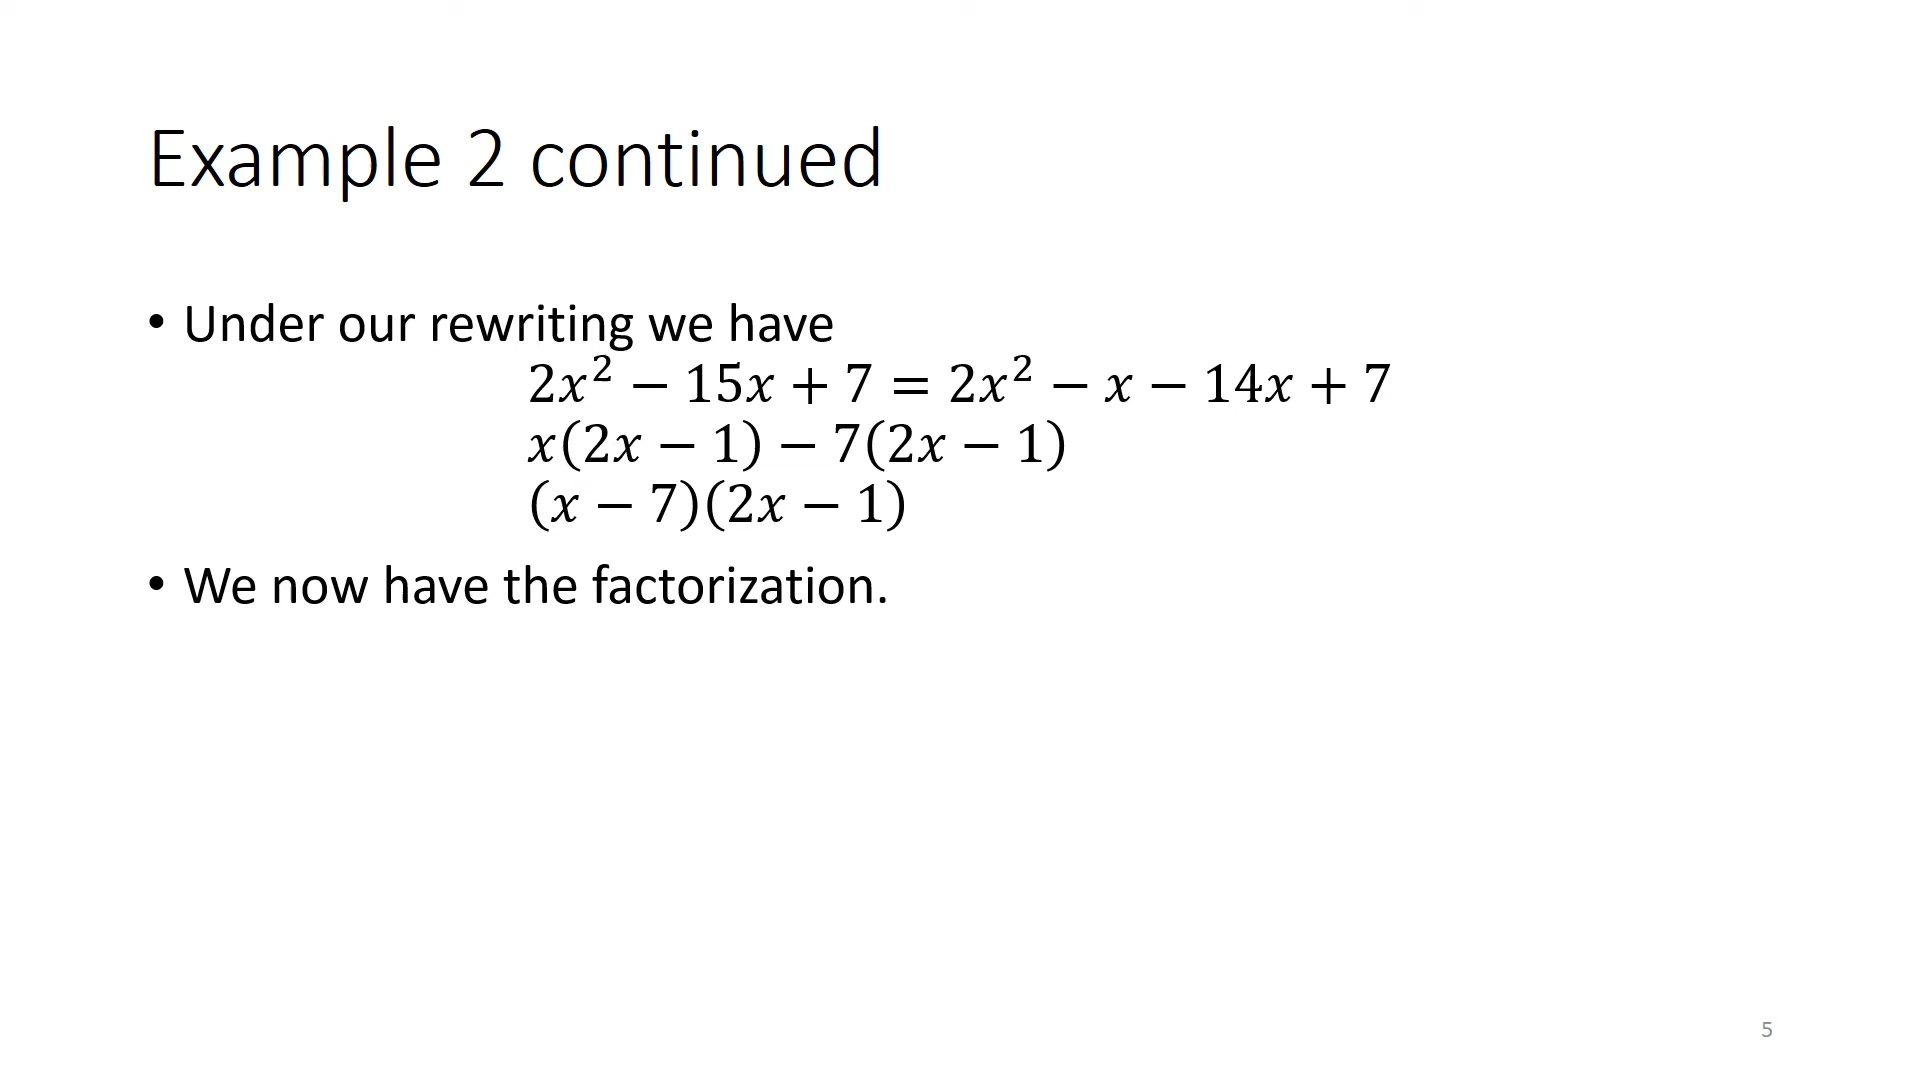 Example 2 continued
• Under our rewriting we have
2𝑥² − 15𝑥 + 7 = 2𝑥² − 𝑥 − 14𝑥 + 7
𝑥(2𝑥 − 1) − 7(2𝑥 − 1)
(𝑥 − 7)(2𝑥 − 1)
• We now have the factorization.
5